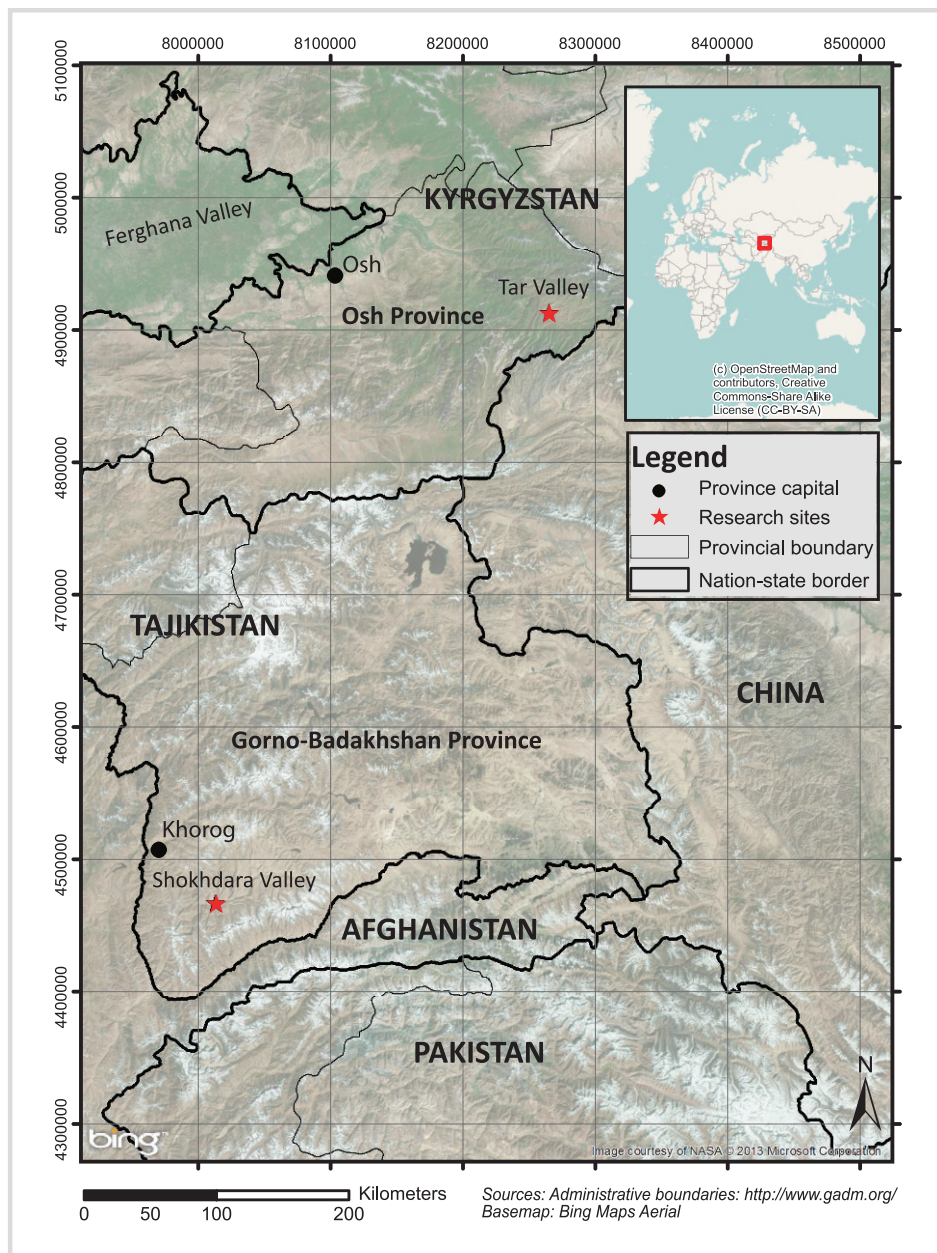 8000000 8100000 8200000 8300000 8400000 8500000
5100000
5000000
4900000
4800000
4700000
4600000
4500000
4400000
4300000
KYRGYZSTAN
Ferghana Valley
Osh
Tar Valley
Osh Province
(c) OpenStreetMap and
contributors, Creative
Commons-Share Alike
License (CC-BY-SA)
Legend
Province capital
Research sites
Provincial boundary
Nation-state border
TAJIKISTAN
CHINA
Gorno-Badakhshan Province
Khorog
Shokhdara Valley
AFGHANISTAN
PAKISTAN
N
bing™
Image courtesy of NASA © 2013 Microsoft Corporation
Kilometers
0 50 100 200
Sources: Administrative boundaries: http://www.gadm.org/
Basemap: Bing Maps Aerial